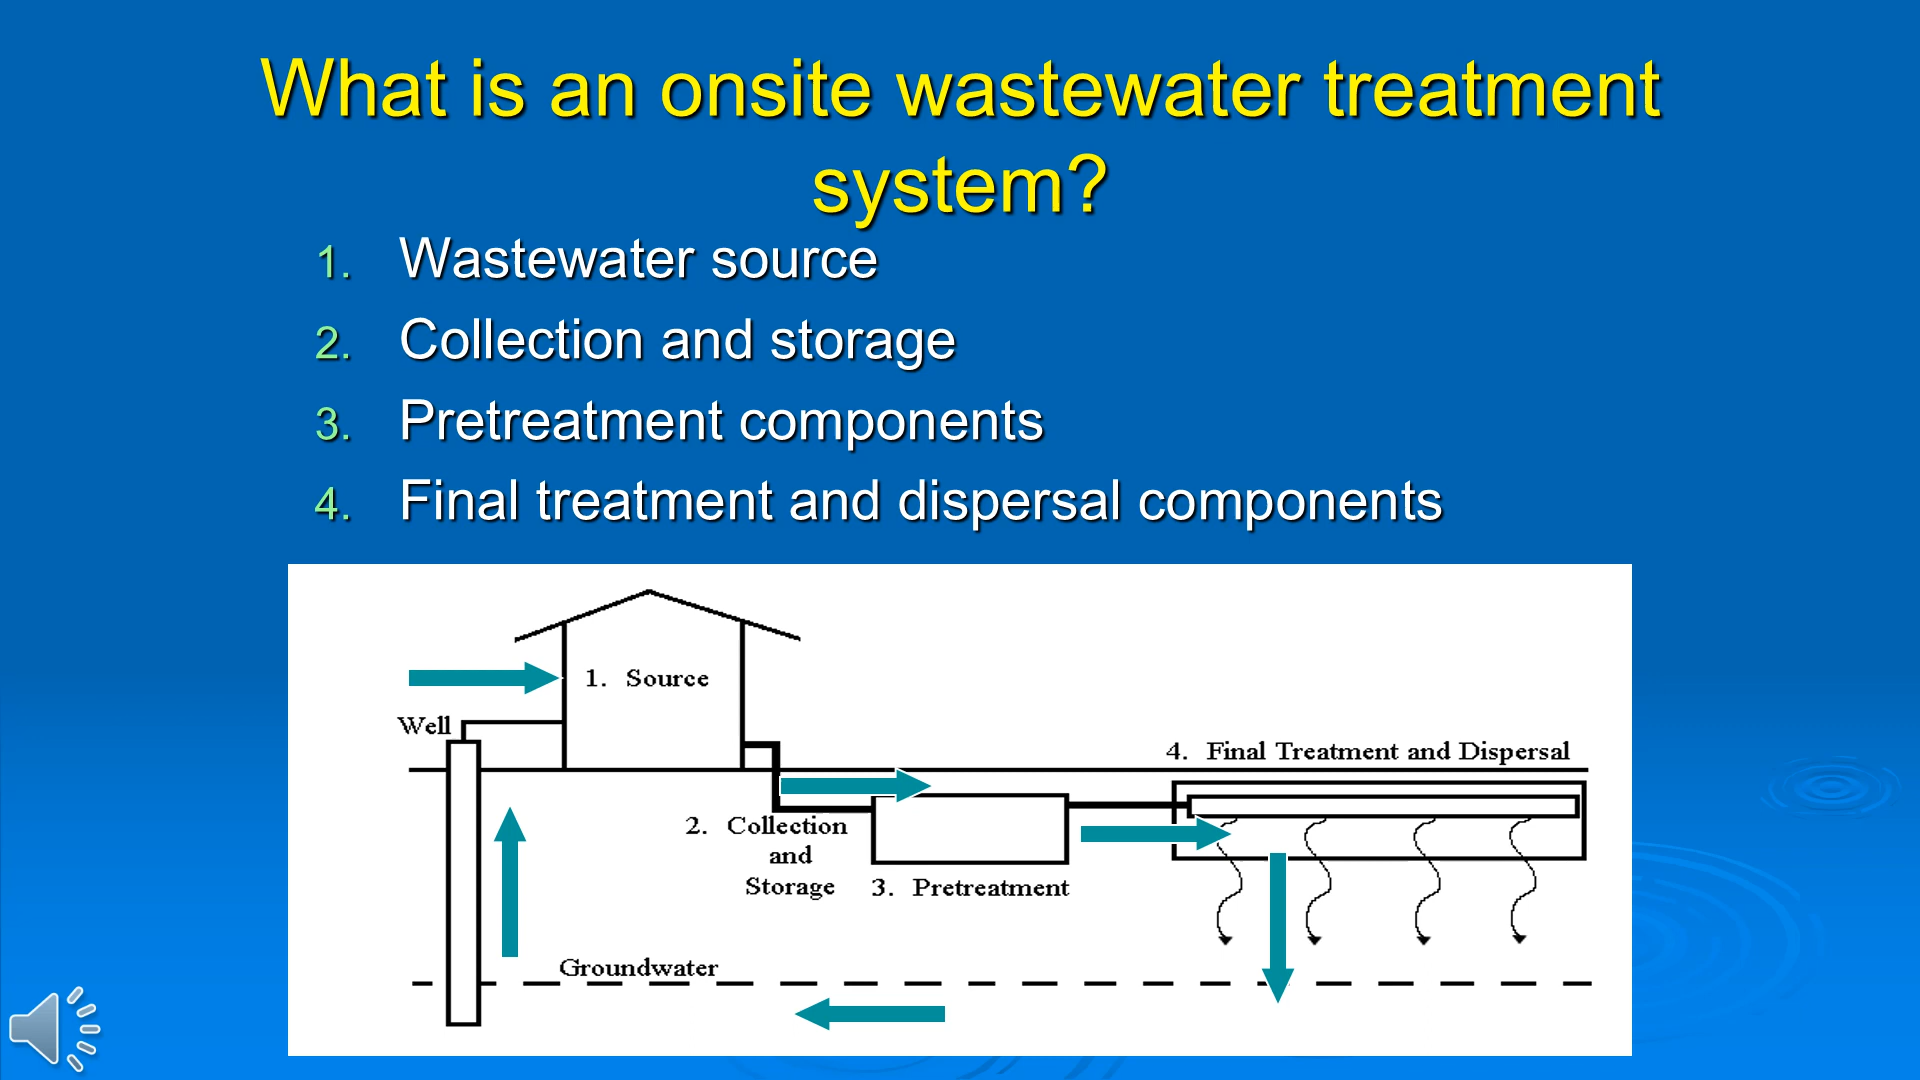 What is an onsite wastewater treatment
system?
1. Wastewater source
2. Collection and storage
3. Pretreatment components
4. Final treatment and dispersal components
1. Source
Well
4. Final Treatment and Dispersal
2. Collection
and
Storage
3. Pretreatment
Groundwater